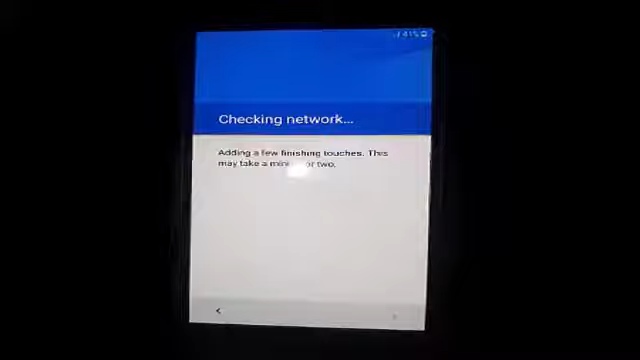 Checking network...
Adding a few finishing touches. This
may take a or two.